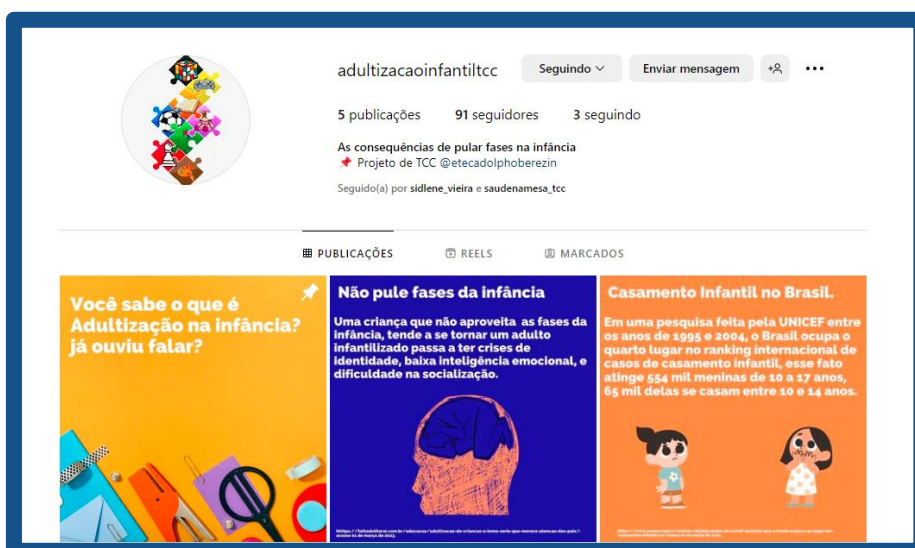 adultizacaoinfantiltcc Seguindo Enviar mensagem
5 publicações 91 seguidores 3 seguindo
As consequências de pular fases na infância
Projeto de TCC @etecadolphoberezin
Seguido(a) por sidlene_vieira e saudenamesa_tcc
PUBLICAÇÕES REELS MARCADOS
Você sabe o que é
Adultização na infância?
já ouviu falar?
Não pule fases da infância
Uma criança que não aproveita as fases da
infância, tende a se tornar um adulto
infantilizado passa a ter crises de
identidade, baixa inteligência emocional, e
dificuldade na socialização.
Casamento Infantil no Brasil.
Em uma pesquisa feita pela UNICEF entre
os anos de 1995 e 2004, o Brasil ocupa o
quarto lugar no ranking internacional de
casos de casamento infantil, esse fato
atinge 554 mil meninas de 10 a 17 anos,
65 mil delas se casam entre 10 e 14 anos.